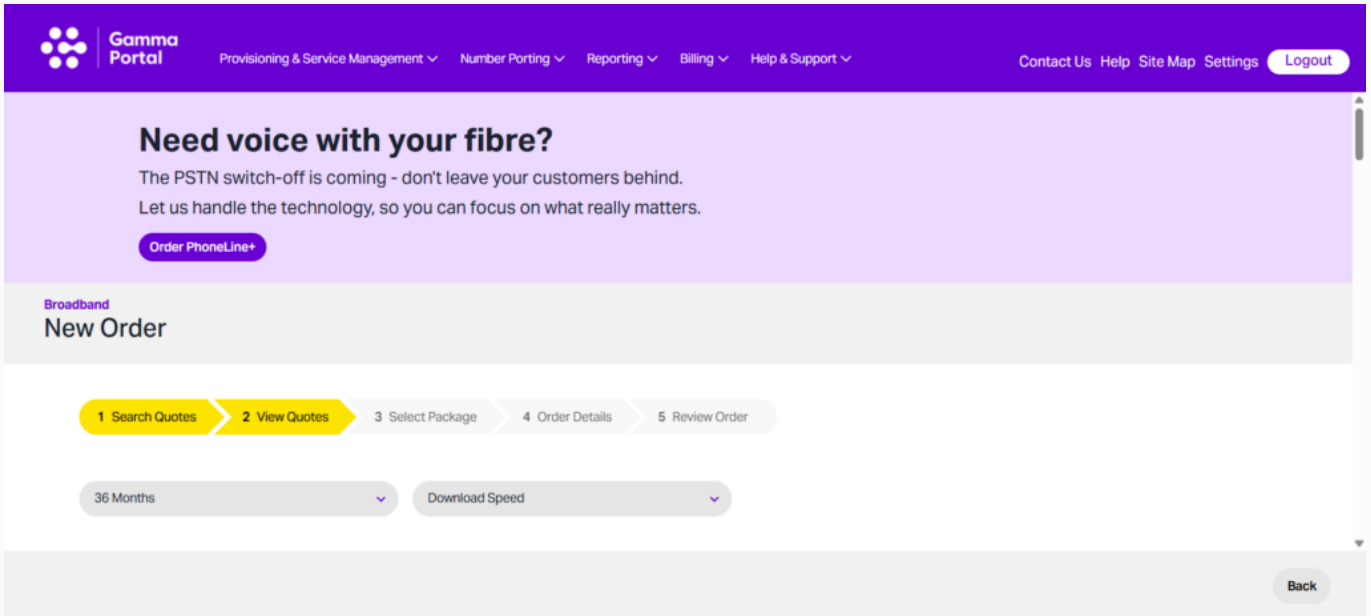 Gamma
Portal
Provisioning & Service Management Number Porting Reporting Billing Help & Support Contact Us Help Site Map Settings Logout
Need voice with your fibre?
The PSTN switch-off is coming - don't leave your customers behind.
Let us handle the technology, so you can focus on what really matters.
Order PhoneLine+
Broadband
New Order
1 Search Quotes 2 View Quotes 3 Select Package 4 Order Details 5 Review Order
36 Months Download Speed
Back